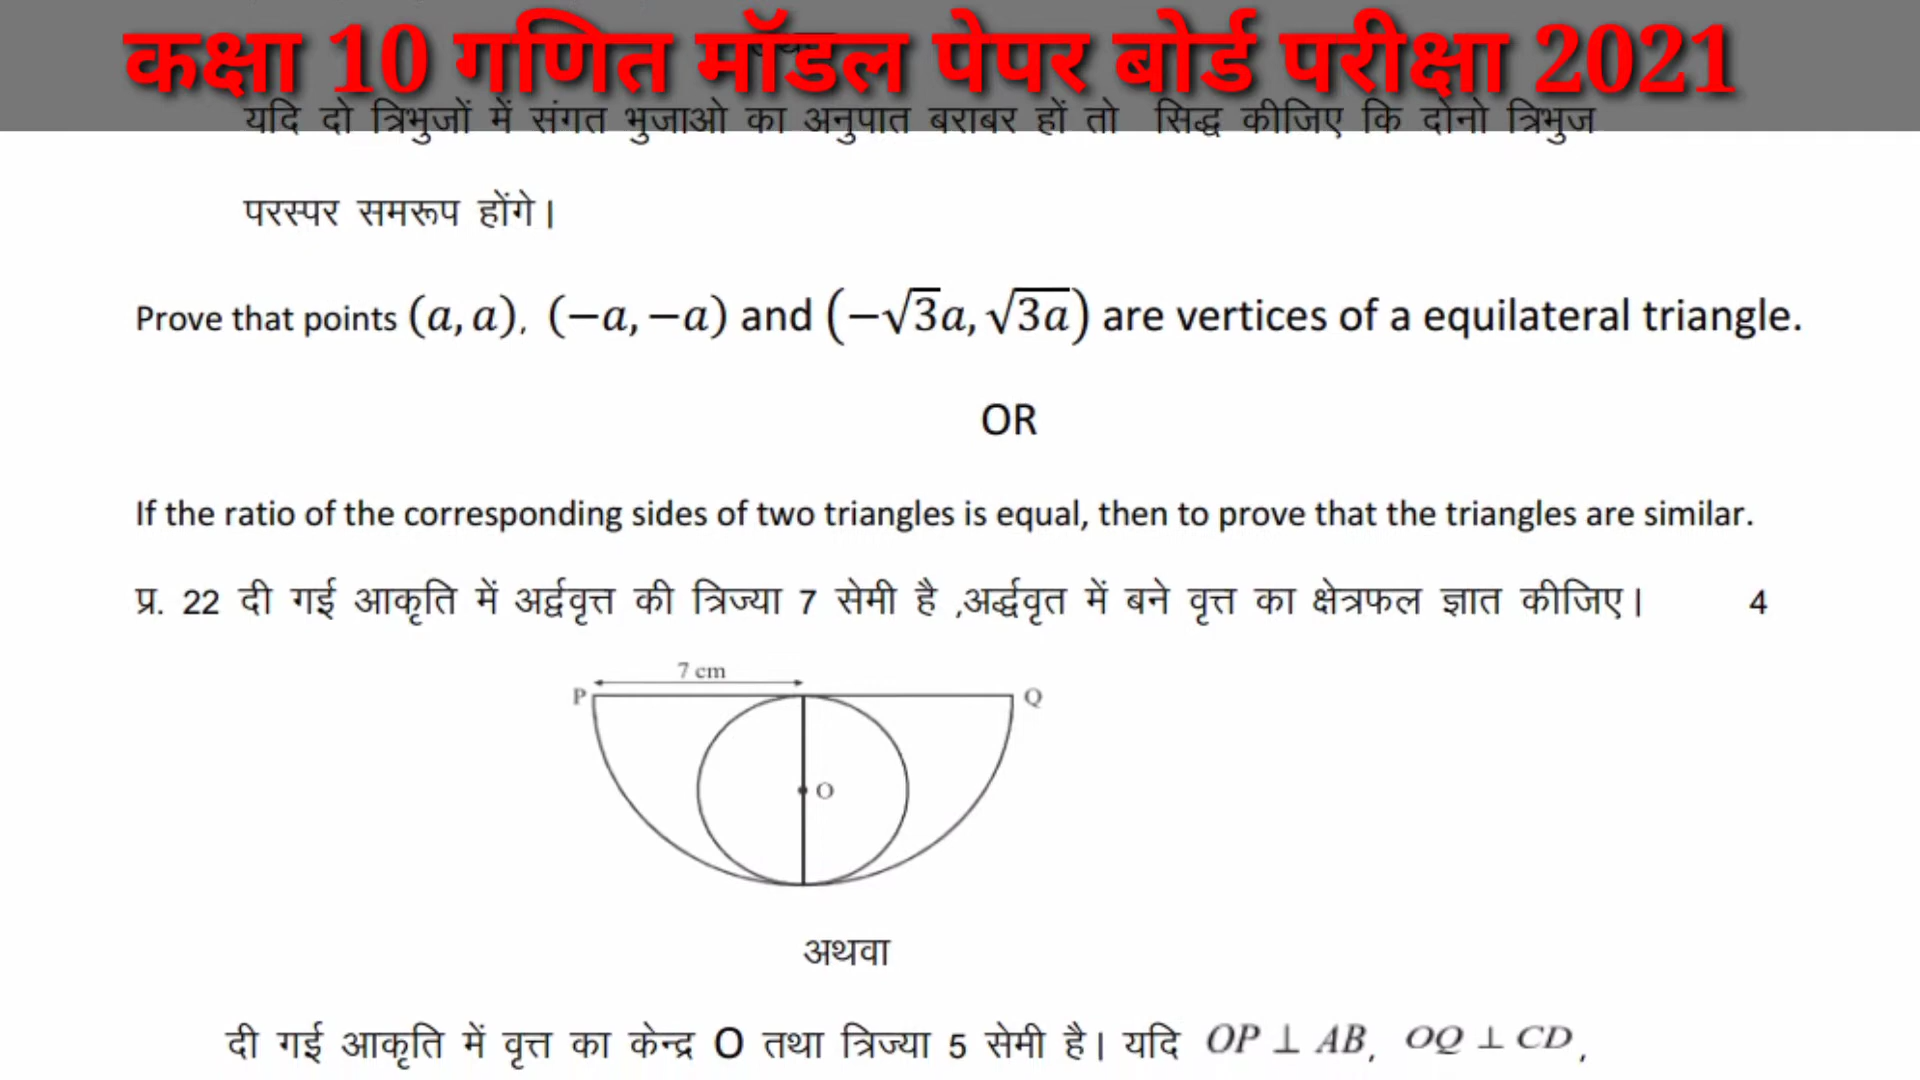 कक्षा 10 गणित मॉडल पेपर बोर्ड परीक्षा 2021
यदि दो त्रिभुजों में संगत भुजाओ का अनुपात बराबर हों तो सिद्ध कीजिए कि दोनो त्रिभुज
परस्पर समरूप होंगे।
Prove that points (a, a), (−a, −a) and (−√3a, √3a) are vertices of a equilateral triangle.
OR
If the ratio of the corresponding sides of two triangles is equal, then to prove that the triangles are similar.
प्र. 22 दी गई आकृति में अर्द्ववृत्त की त्रिज्या 7 सेमी है ,अर्द्धवृत में बने वृत्त का क्षेत्रफल ज्ञात कीजिए। 4
7 cm
P Q
O
अथवा
दी गई आकृति में वृत्त का केन्द्र O तथा त्रिज्या 5 सेमी है। यदि OP ⊥ AB, OQ ⊥ CD,